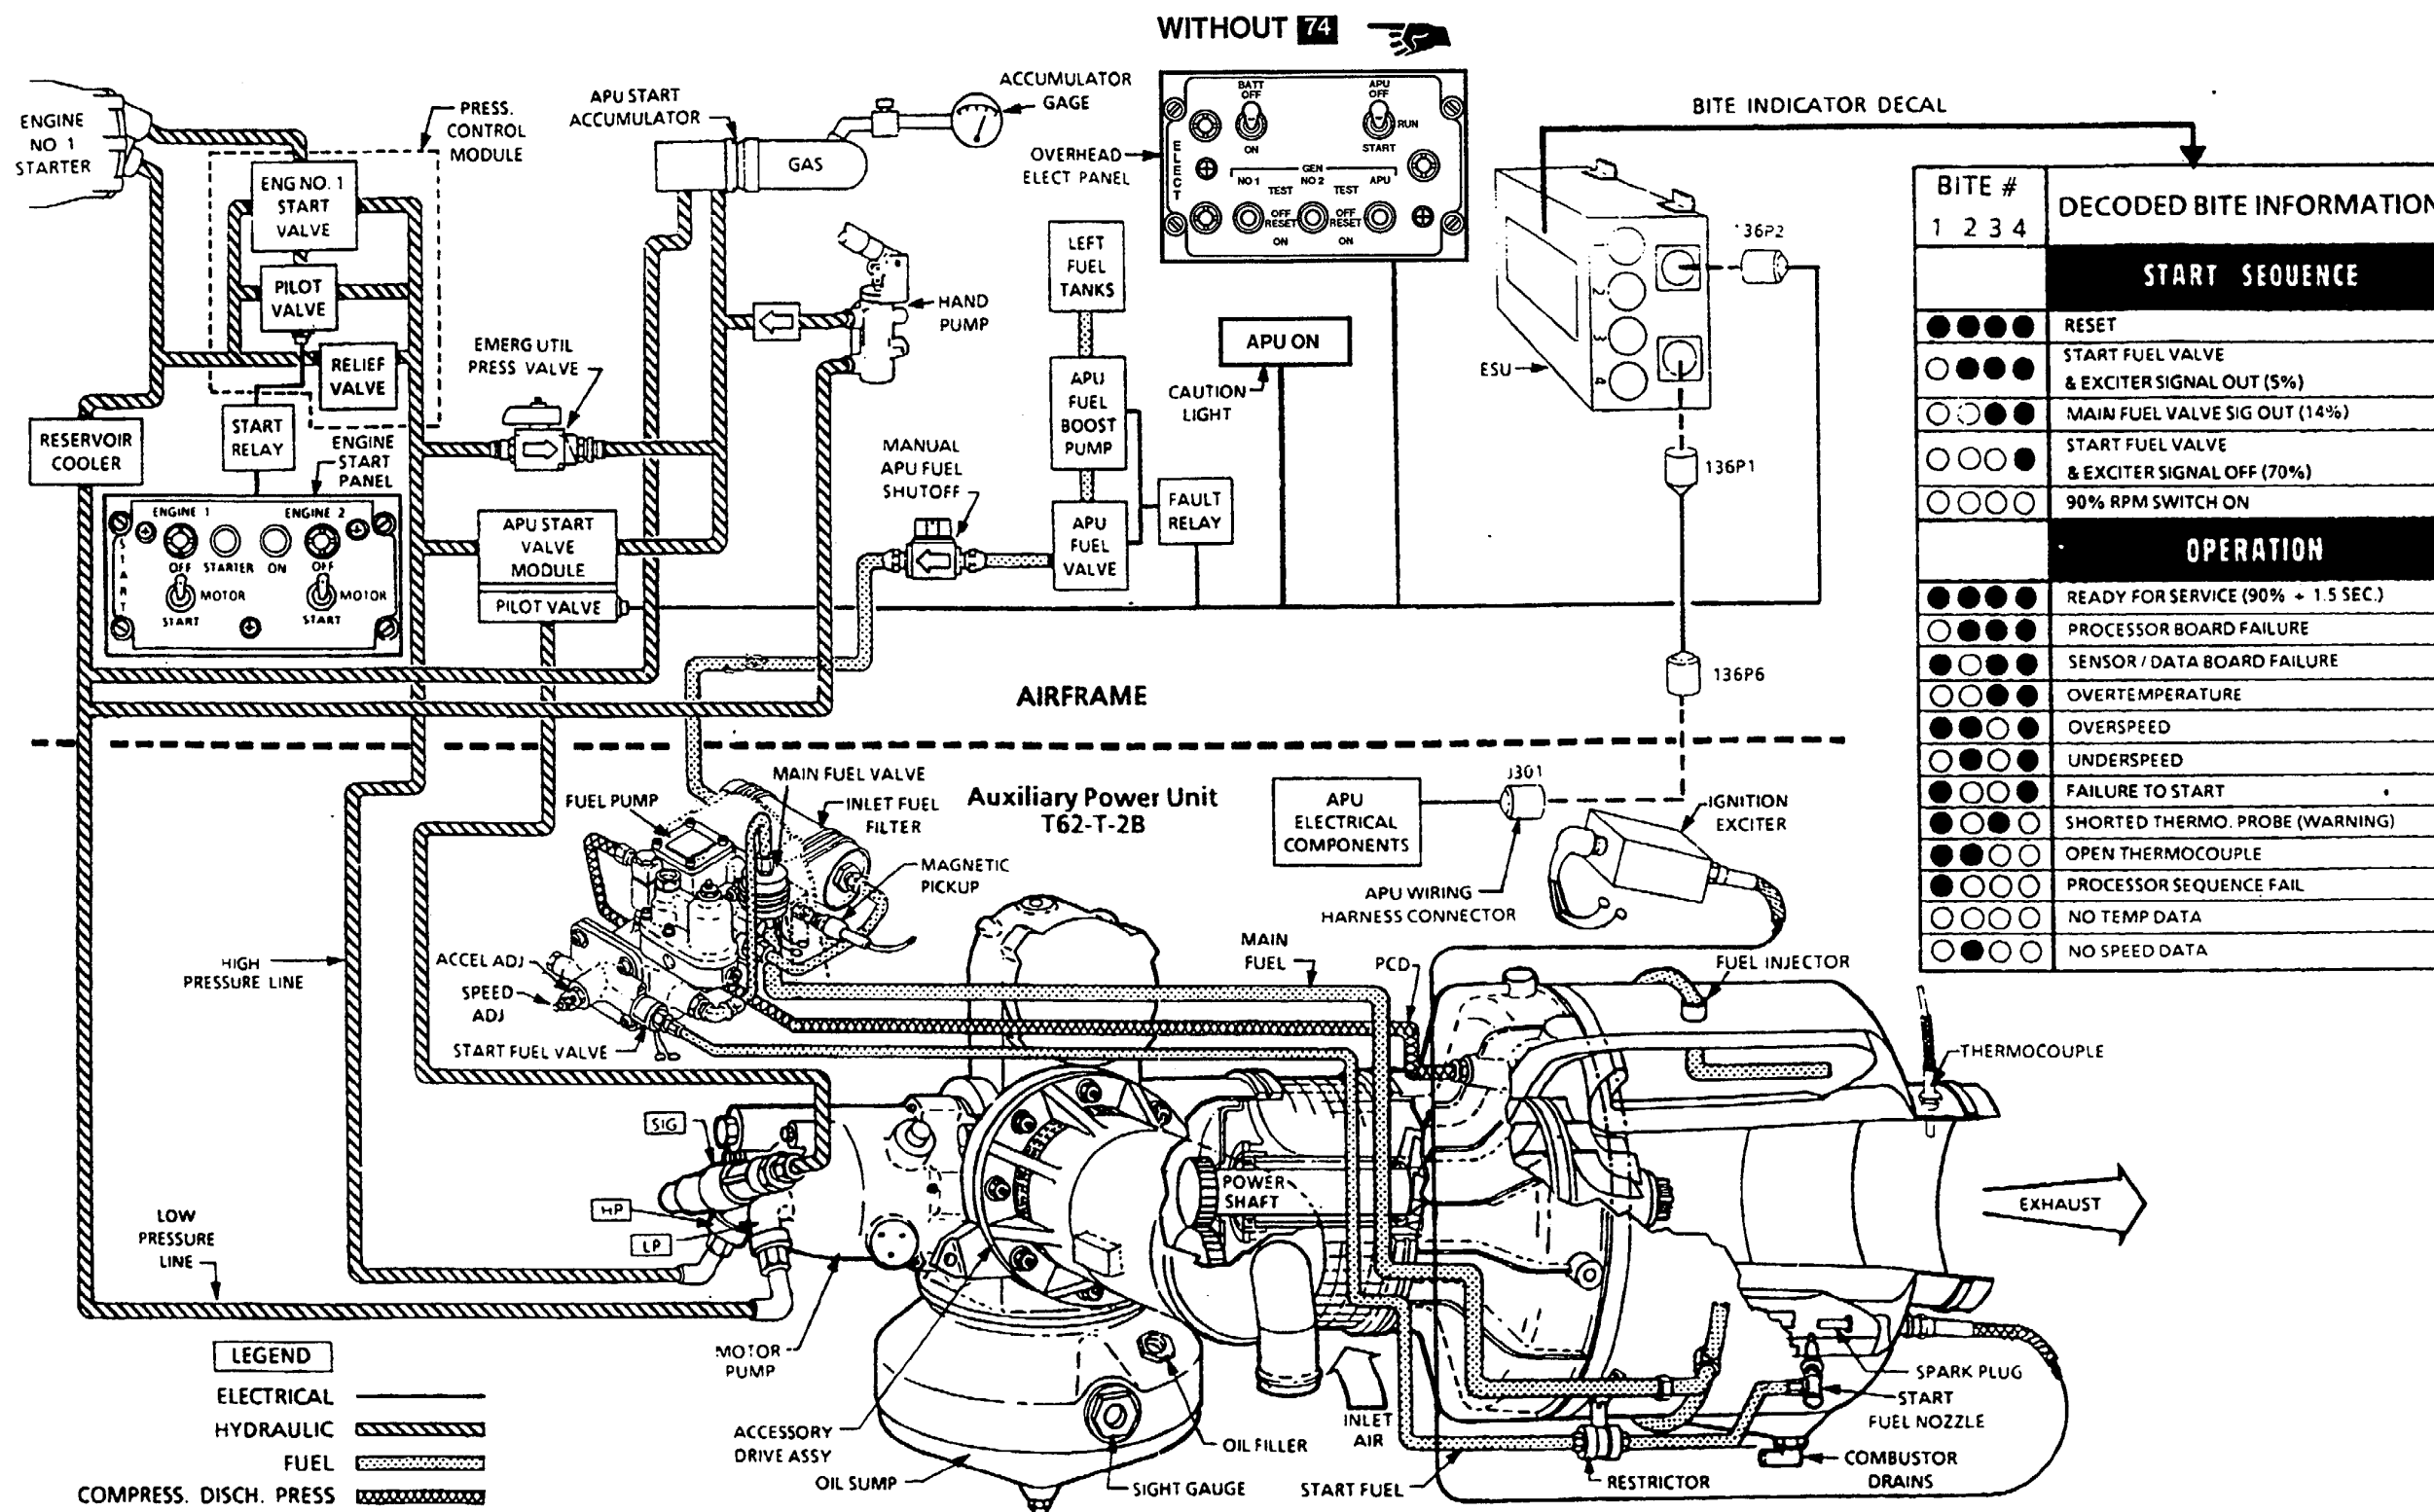 WITHOUT 74
ENGINE
NO 1
STARTER
PRESS.
CONTROL
MODULE
ENG NO. 1
START
VALVE
PILOT
VALVE
RELIEF
VALVE
START
RELAY
RESERVOIR
COOLER
ENGINE
START
PANEL
START
ENGINE 1
ENGINE 2
OFF
STARTER
ON
OFF
MOTOR
MOTOR
START
START
APU START
ACCUMULATOR
GAS
ACCUMULATOR
GAGE
HAND
PUMP
EMERG UTIL
PRESS VALVE
APU START
VALVE
MODULE
PILOT VALVE
MANUAL
APU FUEL
SHUTOFF
LEFT
FUEL
TANKS
APU
FUEL
BOOST
PUMP
APU
FUEL
VALVE
FAULT
RELAY
OVERHEAD
ELECT PANEL
ELECT
BATT
OFF
ON
APU
OFF
RUN
START
GEN
NO 1
TEST
NO 2
TEST
APU
OFF
RESET
OFF
RESET
ON
ON
APU ON
CAUTION
LIGHT
BITE INDICATOR DECAL
ESU
1
2
3
4
136P2
136P1
136P6
BITE #
1 2 3 4
DECODED BITE INFORMATION
START SEQUENCE
RESET
START FUEL VALVE
& EXCITER SIGNAL OUT (5%)
MAIN FUEL VALVE SIG OUT (14%)
START FUEL VALVE
& EXCITER SIGNAL OFF (70%)
90% RPM SWITCH ON
OPERATION
READY FOR SERVICE (90% + 1.5 SEC.)
PROCESSOR BOARD FAILURE
SENSOR / DATA BOARD FAILURE
OVERTEMPERATURE
OVERSPEED
UNDERSPEED
FAILURE TO START
SHORTED THERMO. PROBE (WARNING)
OPEN THERMOCOUPLE
PROCESSOR SEQUENCE FAIL
NO TEMP DATA
NO SPEED DATA
AIRFRAME
Auxiliary Power Unit
T62-T-2B
MAIN FUEL VALVE
FUEL PUMP
INLET FUEL
FILTER
MAGNETIC
PICKUP
ACCEL ADJ
SPEED
ADJ
START FUEL VALVE
HIGH
PRESSURE LINE
APU
ELECTRICAL
COMPONENTS
J301
APU WIRING
HARNESS CONNECTOR
IGNITION
EXCITER
MAIN
FUEL
PCD
FUEL INJECTOR
THERMOCOUPLE
SIG
HP
LP
LOW
PRESSURE
LINE
POWER
SHAFT
EXHAUST
MOTOR
PUMP
ACCESSORY
DRIVE ASSY
OIL SUMP
SIGHT GAUGE
OIL FILLER
INLET
AIR
START FUEL
RESTRICTOR
SPARK PLUG
START
FUEL NOZZLE
COMBUSTOR
DRAINS
LEGEND
ELECTRICAL
HYDRAULIC
FUEL
COMPRESS. DISCH. PRESS